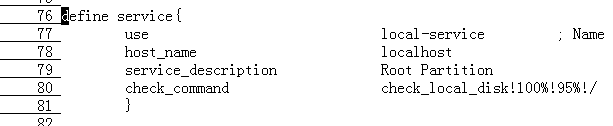 76 define service{
77 use local-service ; Name
78 host_name localhost
79 service_description Root Partition
80 check_command check_local_disk!100%!95%!/
81 }
82